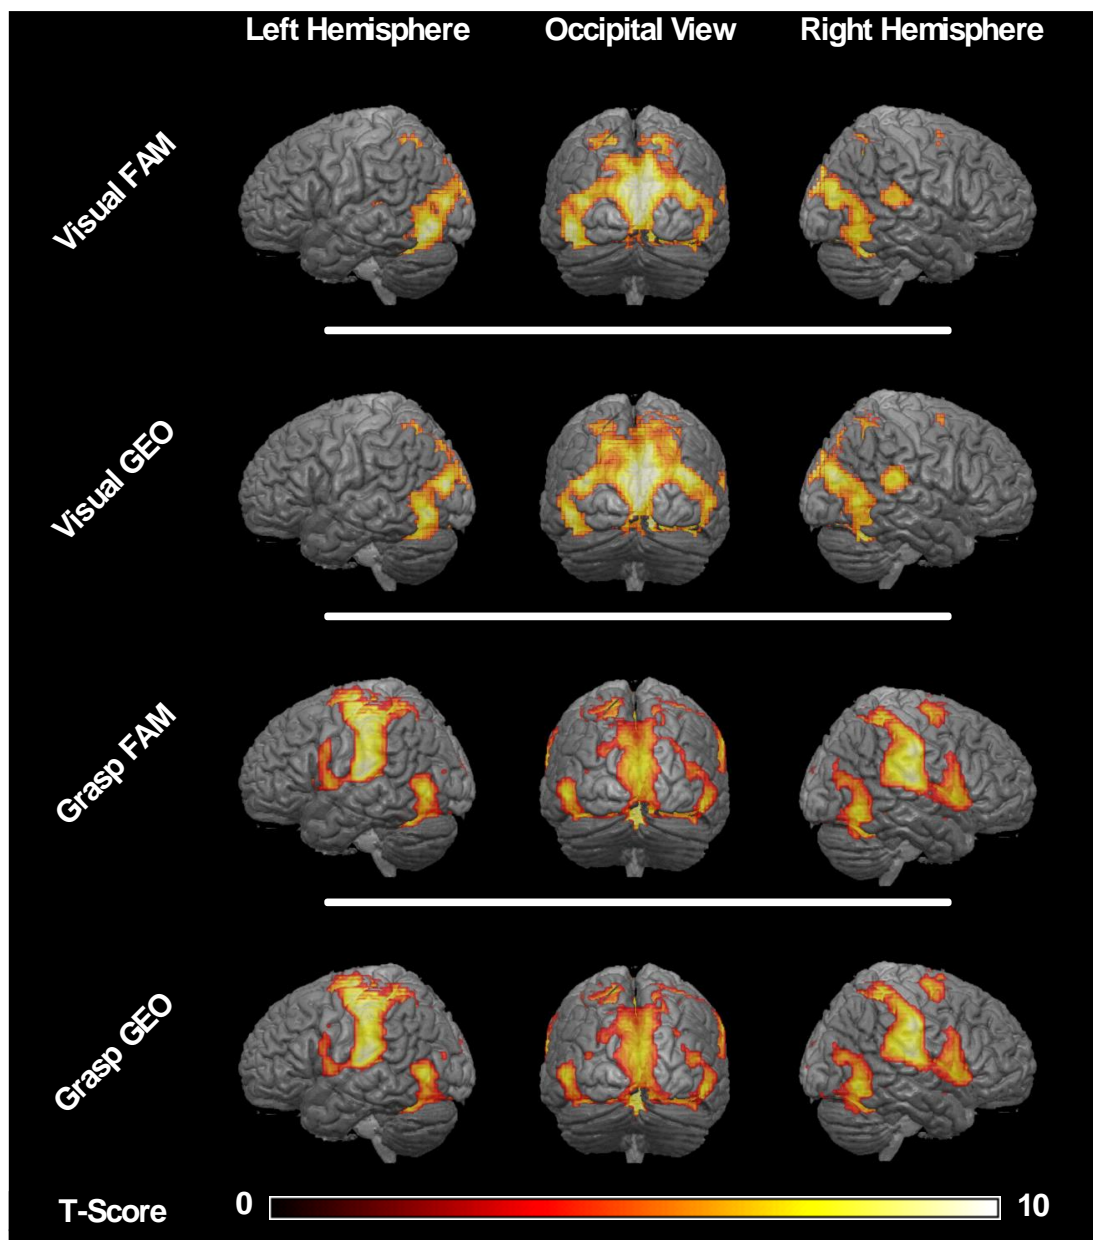 Left Hemisphere Occipital View Right Hemisphere
Visual FAM
Visual GEO
Grasp FAM
Grasp GEO
T-Score 0 10